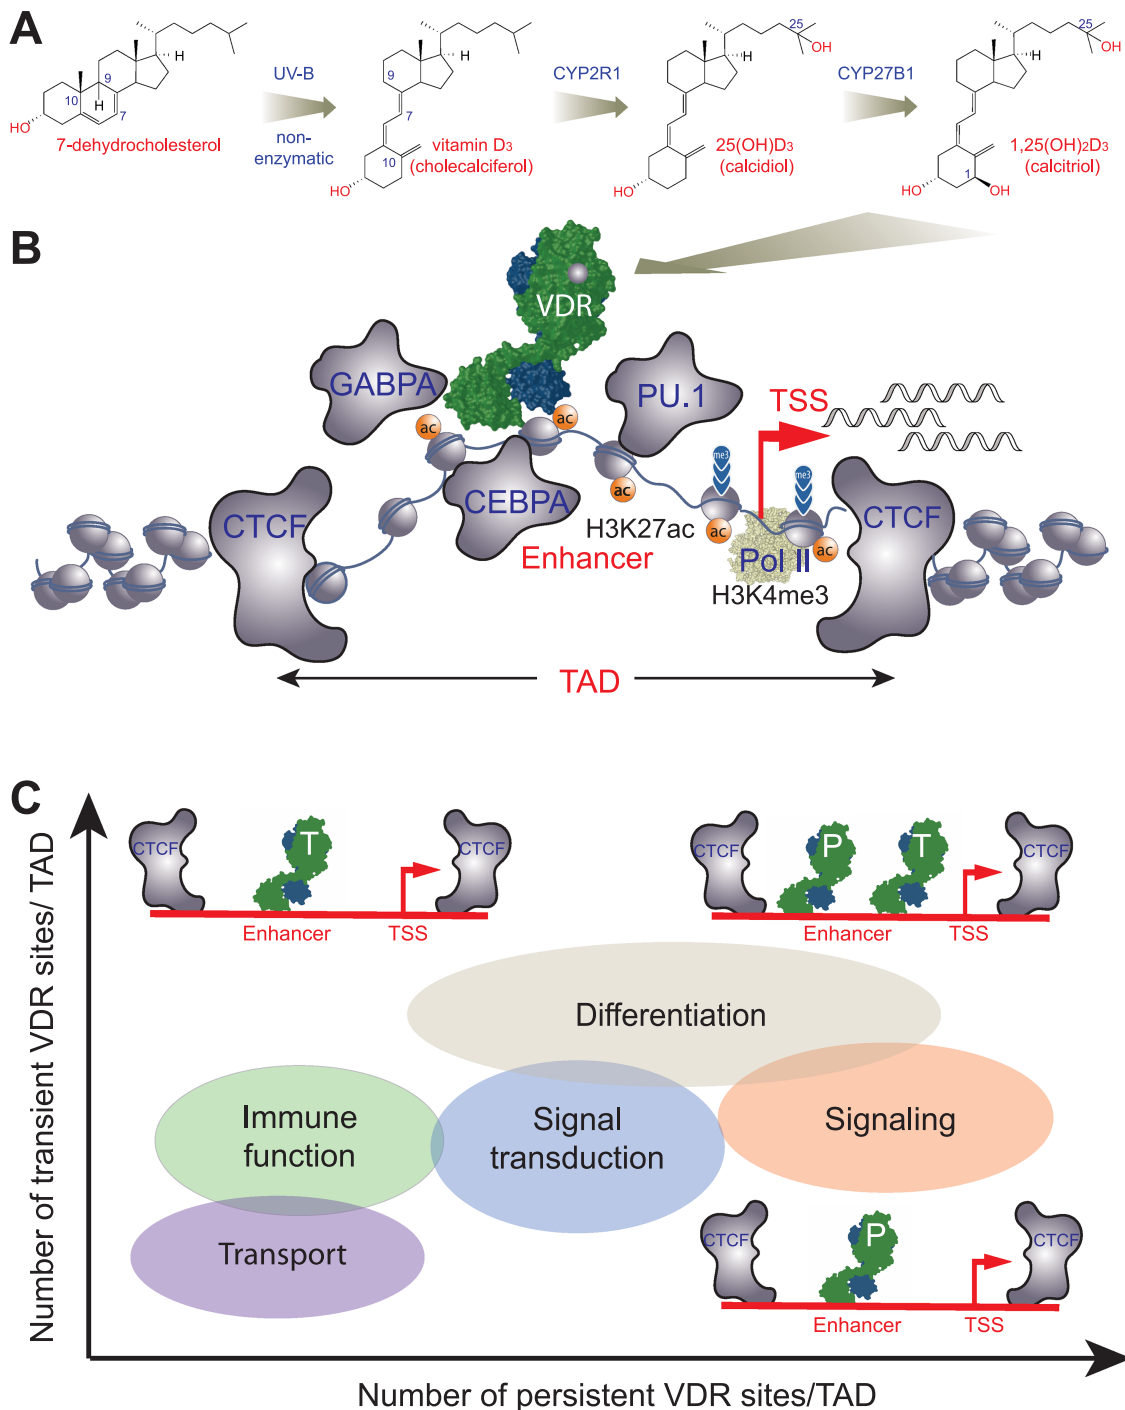 A
H
10
9
H
7
HO
7-dehydrocholesterol
UV-B
non-
enzymatic
H
9
7
10
HO
vitamin D3
(cholecalciferol)
CYP2R1
25
OH
H
HO
25(OH)D3
(calcidiol)
CYP27B1
25
OH
H
1
HO
OH
1,25(OH)2D3
(calcitriol)
B
VDR
GABPA
PU.1
TSS
ac
ac
me3
me3
CTCF
CEBPA
ac
H3K27ac
ac
CTCF
Enhancer
Pol II
ac
H3K4me3
TAD
C
Number of transient VDR sites/ TAD
CTCF
T
CTCF
Enhancer
TSS
CTCF
P
T
CTCF
Enhancer
TSS
Differentiation
Immune
function
Signal
transduction
Signaling
Transport
CTCF
P
CTCF
Enhancer
TSS
Number of persistent VDR sites/TAD